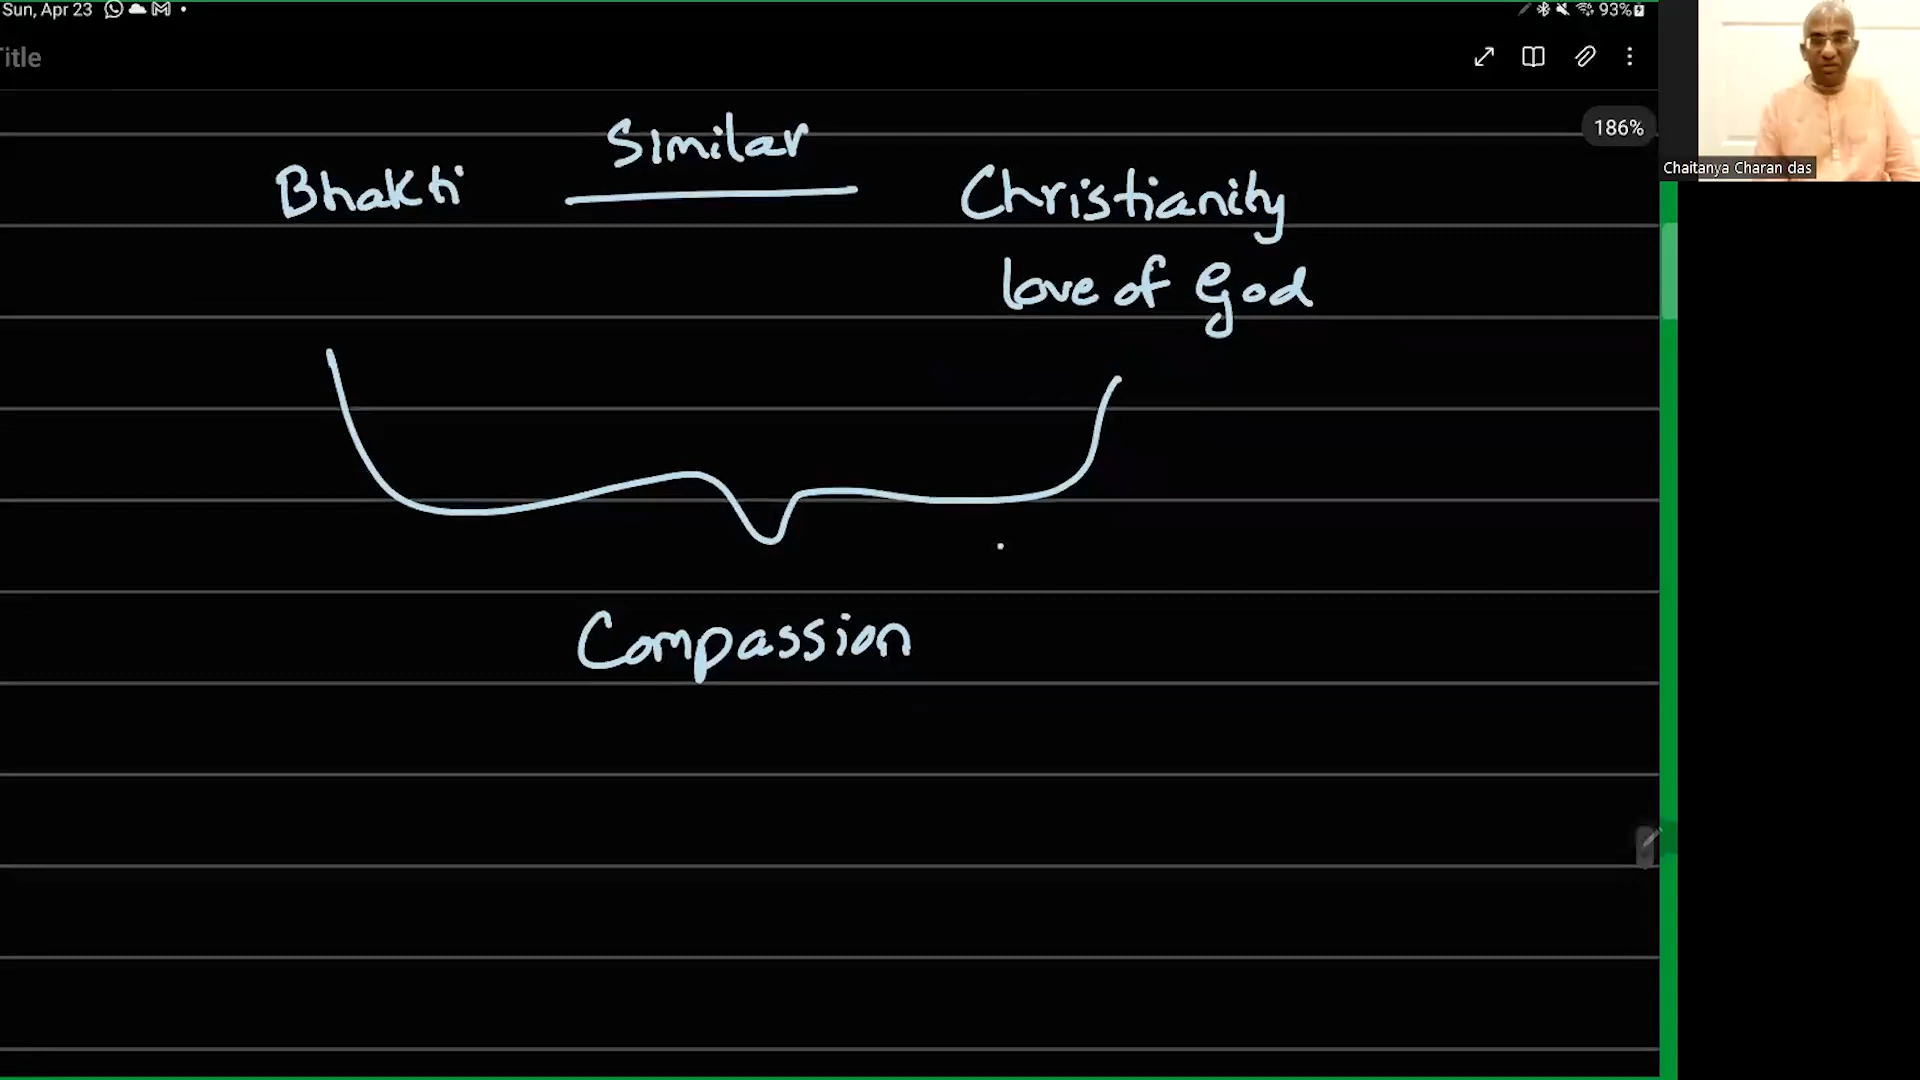 Sun, Apr 23
93%
Title
186%
Similar
Bhakti
Christianity
love of God
Compassion
Chaitanya Charan das